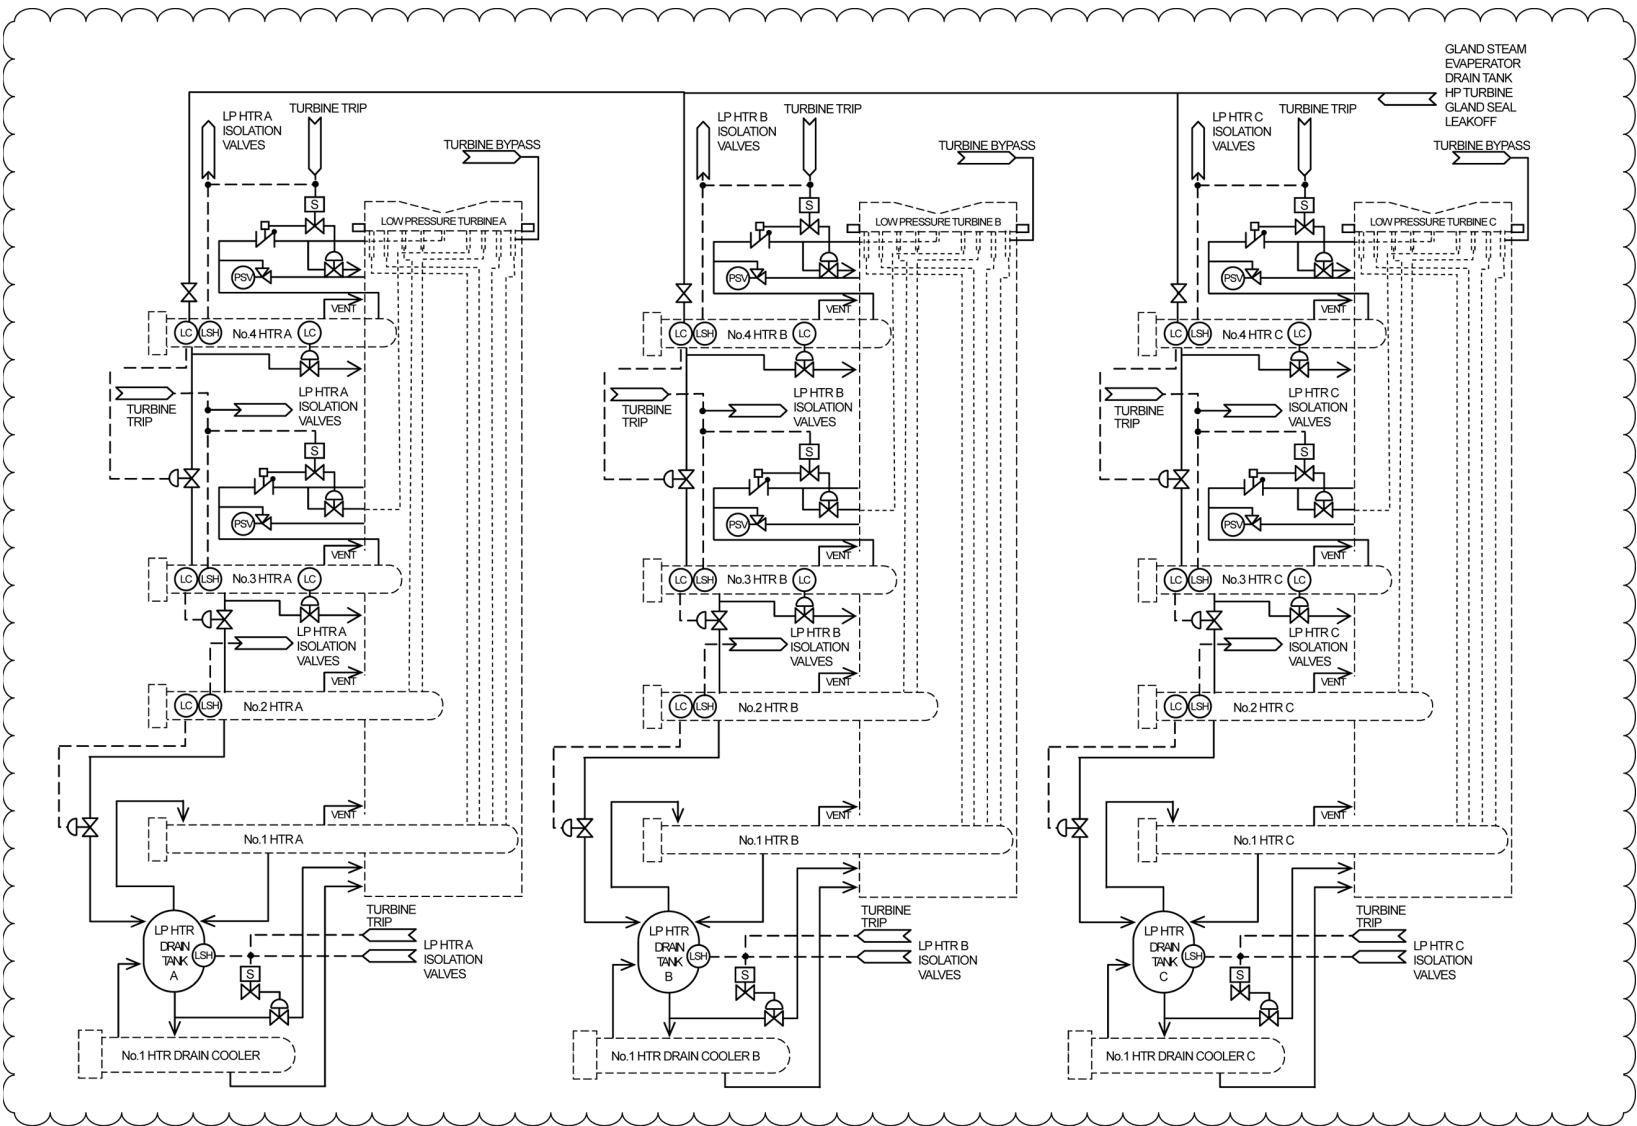 GLAND STEAM
EVAPORATOR
DRAIN TANK
HP TURBINE
GLAND SEAL
LEAKOFF
LP HTR A
ISOLATION
VALVES
TURBINE TRIP
TURBINE BYPASS
S
LOW PRESSURE TURBINE A
PSV
VENT
LC
LSH
No.4 HTR A
LC
TURBINE
TRIP
LP HTR A
ISOLATION
VALVES
S
PSV
VENT
LC
LSH
No.3 HTR A
LC
LP HTR A
ISOLATION
VALVES
VENT
LC
LSH
No.2 HTR A
VENT
No.1 HTR A
TURBINE
TRIP
LP HTR
DRAIN
TANK
A
LSH
LP HTR A
ISOLATION
VALVES
S
No.1 HTR DRAIN COOLER
LP HTR B
ISOLATION
VALVES
TURBINE TRIP
TURBINE BYPASS
S
LOW PRESSURE TURBINE B
PSV
VENT
LC
LSH
No.4 HTR B
LC
TURBINE
TRIP
LP HTR B
ISOLATION
VALVES
S
PSV
VENT
LC
LSH
No.3 HTR B
LC
LP HTR B
ISOLATION
VALVES
VENT
LC
LSH
No.2 HTR B
VENT
No.1 HTR B
TURBINE
TRIP
LP HTR
DRAIN
TANK
B
LSH
LP HTR B
ISOLATION
VALVES
S
No.1 HTR DRAIN COOLER B
LP HTR C
ISOLATION
VALVES
TURBINE TRIP
TURBINE BYPASS
S
LOW PRESSURE TURBINE C
PSV
VENT
LC
LSH
No.4 HTR C
LC
TURBINE
TRIP
LP HTR C
ISOLATION
VALVES
S
PSV
VENT
LC
LSH
No.3 HTR C
LC
LP HTR C
ISOLATION
VALVES
VENT
LC
LSH
No.2 HTR C
VENT
No.1 HTR C
TURBINE
TRIP
LP HTR
DRAIN
TANK
C
LSH
LP HTR C
ISOLATION
VALVES
S
No.1 HTR DRAIN COOLER C